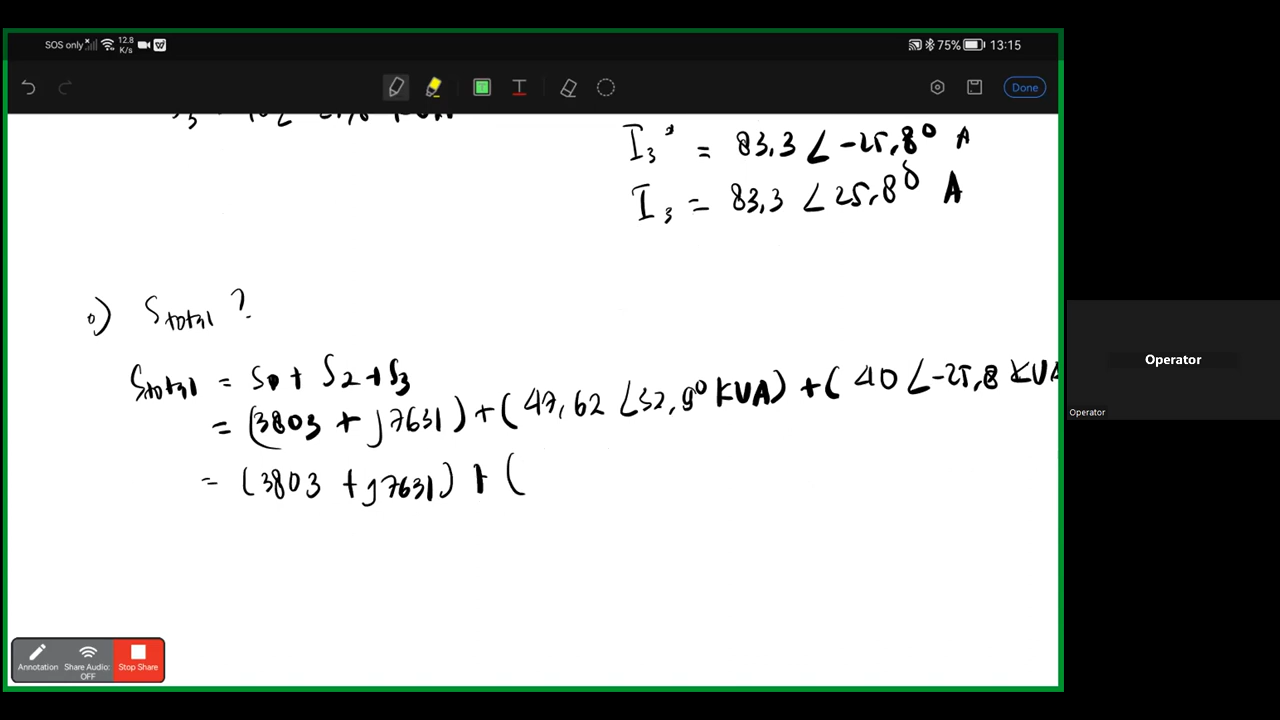 SOS only 12.8 K/s 75% 13:15
T Done
I3* = 83,3 ∠ -25,8° A
I3 = 83,3 ∠ 25,8° A
o) Stotal ?
Stotal = S1 + S2 + S3
= (3803 + j7631) + ( 47,62 ∠32,9° KVA) + ( 40 ∠-25,8 KVA
= (3803 + j7631) + (
Annotation Share Audio: OFF Stop Share
Operator
Operator